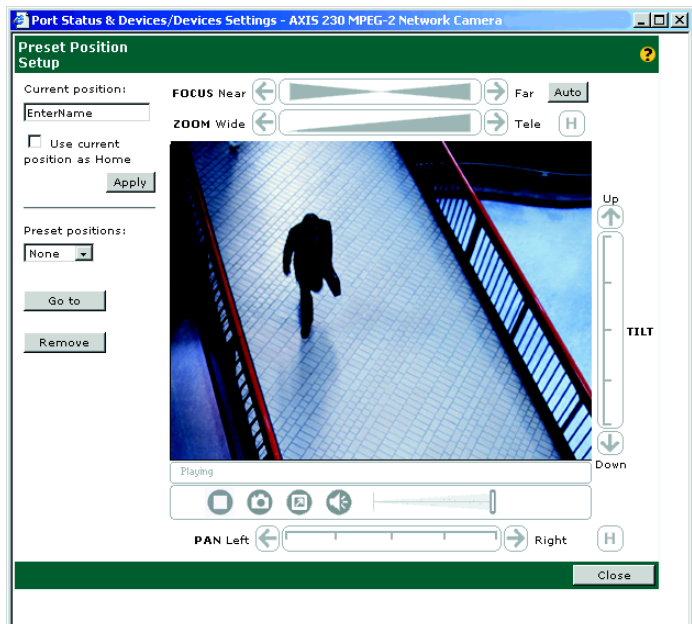 Port Status & Devices/Devices Settings - AXIS 230 MPEG-2 Network Camera
Preset Position
Setup
?
Current position:
EnterName
Use current
position as Home
Apply
Preset positions:
None
Go to
Remove
FOCUS Near
Far
Auto
ZOOM Wide
Tele
H
Up
TILT
Down
Playing
PAN Left
Right
H
Close